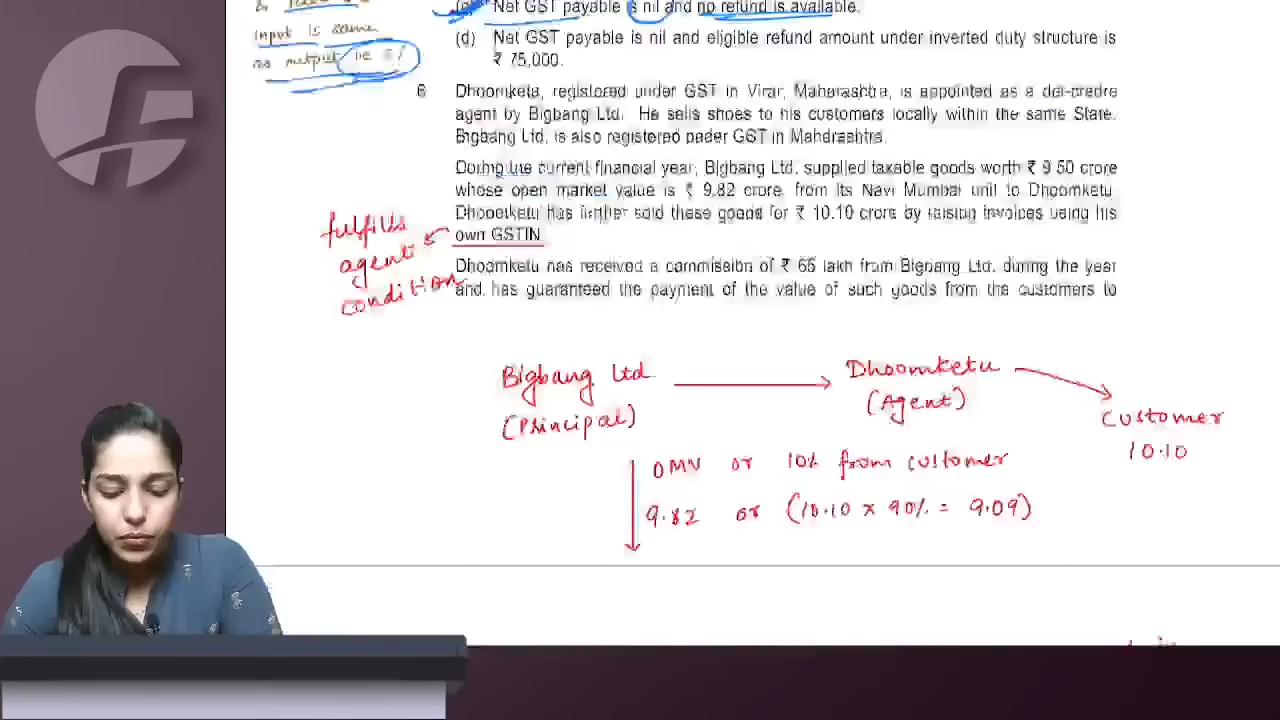 (c) Net GST payable is nil and no refund is available.
input is same
as output ie 5%
(d) Net GST payable is nil and eligible refund amount under inverted duty structure is
₹ 75,000.
6 Dhoomketu, registered under GST in Virar, Maharashtra, is appointed as a del-credre
agent by Bigbang Ltd. He sells shoes to his customers locally within the same State.
Bigbang Ltd. is also registered under GST in Maharashtra.
During the current financial year, Bigbang Ltd. supplied taxable goods worth ₹ 9.50 crore
whose open market value is ₹ 9.82 crore, from its Navi Mumbai unit to Dhoomketu.
Dhoomketu has further sold these goods for ₹ 10.10 crore by raising invoices using his
own GSTIN.
fulfills
agent
condition
Dhoomketu has received a commission of ₹ 65 lakh from Bigbang Ltd. during the year
and has guaranteed the payment of the value of such goods from the customers to
Bigbang Ltd → Dhoomketu
(Principal) (Agent)
Customer
10.10
OMV or 10% from customer
9.82 or (10.10 x 90% = 9.09)